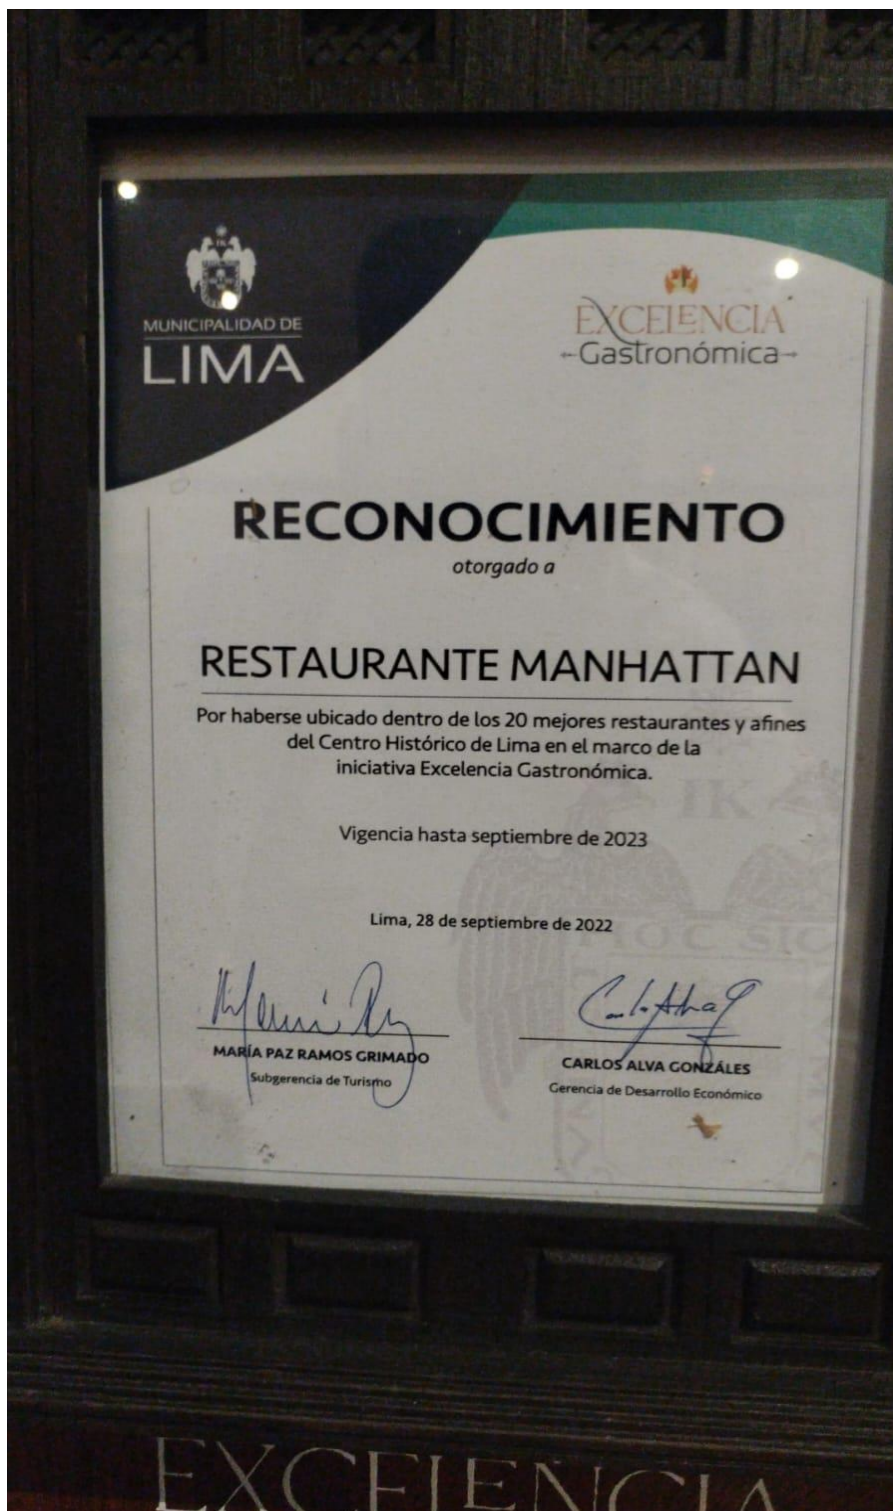 MUNICIPALIDAD DE
LIMA
EXCELENCIA
Gastronómica
RECONOCIMIENTO
otorgado a
RESTAURANTE MANHATTAN
Por haberse ubicado dentro de los 20 mejores restaurantes y afines
del Centro Histórico de Lima en el marco de la
iniciativa Excelencia Gastronómica.
IK
Vigencia hasta septiembre de 2023
Lima, 28 de septiembre de 2022
HOC SIC
MARÍA PAZ RAMOS GRIMADO
Subgerencia de Turismo
CARLOS ALVA GONZÁLES
Gerencia de Desarrollo Económico
EXCELENCIA